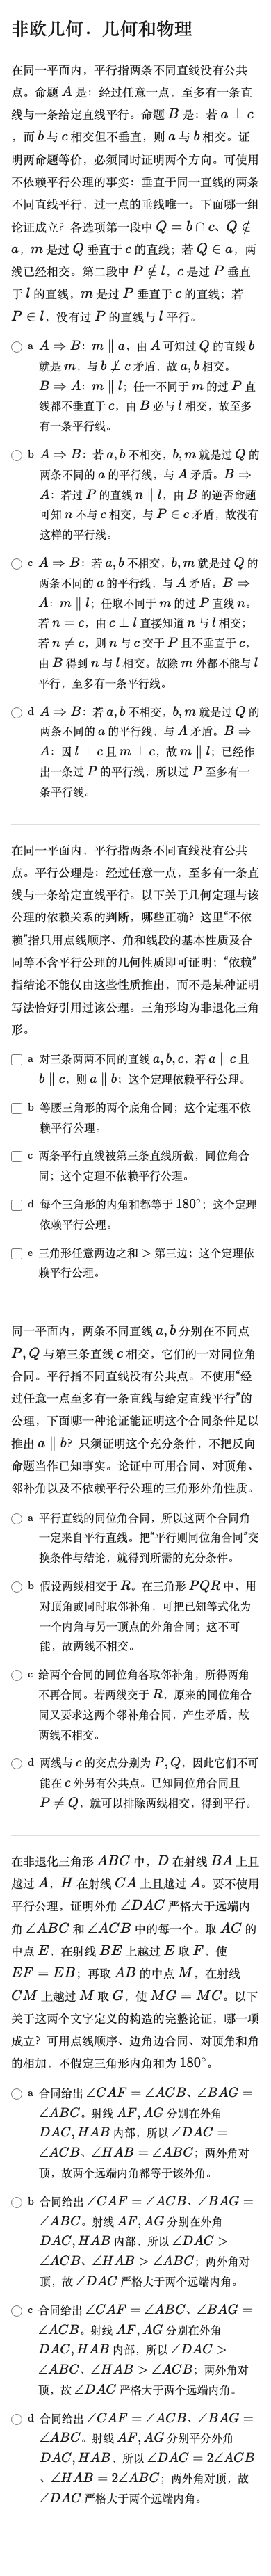 非欧几何．几何和物理
在同一平面内，平行指两条不同直线没有公共
点。命题 A 是：经过任意一点，至多有一条直
线与一条给定直线平行。命题 B 是：若 a ⊥ c
，而 b 与 c 相交但不垂直，则 a 与 b 相交。证
明两命题等价，必须同时证明两个方向。可使用
不依赖平行公理的事实：垂直于同一直线的两条
不同直线平行，过一点的垂线唯一。下面哪一组
论证成立？各选项第一段中 Q = b ∩ c、Q ∉
a，m 是过 Q 垂直于 c 的直线；若 Q ∈ a，两
线已经相交。第二段中 P ∉ l，c 是过 P 垂直
于 l 的直线，m 是过 P 垂直于 c 的直线；若
P ∈ l，没有过 P 的直线与 l 平行。
a A ⇒ B：m ∥ a，由 A 可知过 Q 的直线 b
就是 m，与 b ⊥̸ c 矛盾，故 a, b 相交。
B ⇒ A：m ∥ l；任一不同于 m 的过 P 直
线都不垂直于 c，由 B 必与 l 相交，故至多
有一条平行线。
b A ⇒ B：若 a, b 不相交，b, m 就是过 Q 的
两条不同的 a 的平行线，与 A 矛盾。B ⇒
A：若过 P 的直线 n ∥ l，由 B 的逆否命题
可知 n 不与 c 相交，与 P ∈ c 矛盾，故没有
这样的平行线。
c A ⇒ B：若 a, b 不相交，b, m 就是过 Q 的
两条不同的 a 的平行线，与 A 矛盾。B ⇒
A：m ∥ l；任取不同于 m 的过 P 直线 n。
若 n = c，由 c ⊥ l 直接知道 n 与 l 相交；
若 n ≠ c，则 n 与 c 交于 P 且不垂直于 c，
由 B 得到 n 与 l 相交。故除 m 外都不能与 l
平行，至多有一条平行线。
d A ⇒ B：若 a, b 不相交，b, m 就是过 Q 的
两条不同的 a 的平行线，与 A 矛盾。B ⇒
A：因 l ⊥ c 且 m ⊥ c，故 m ∥ l；已经作
出一条过 P 的平行线，所以过 P 至多有一
条平行线。
在同一平面内，平行指两条不同直线没有公共
点。平行公理是：经过任意一点，至多有一条直
线与一条给定直线平行。以下关于几何定理与该
公理的依赖关系的判断，哪些正确？这里“不依
赖”指只用点线顺序、角和线段的基本性质及合
同等不含平行公理的几何性质即可证明；“依赖”
指结论不能仅由这些性质推出，而不是某种证明
写法恰好引用过该公理。三角形均为非退化三角
形。
a 对三条两两不同的直线 a, b, c，若 a ∥ c 且
b ∥ c，则 a ∥ b；这个定理依赖平行公理。
b 等腰三角形的两个底角合同；这个定理不依
赖平行公理。
c 两条平行直线被第三条直线所截，同位角合
同；这个定理不依赖平行公理。
d 每个三角形的内角和都等于 180°；这个定理
依赖平行公理。
e 三角形任意两边之和 > 第三边；这个定理依
赖平行公理。
同一平面内，两条不同直线 a, b 分别在不同点
P, Q 与第三条直线 c 相交，它们的一对同位角
合同。平行指不同直线没有公共点。不使用“经
过任意一点至多有一条直线与给定直线平行”的
公理，下面哪一种论证能证明这个合同条件足以
推出 a ∥ b？只须证明这个充分条件，不把反向
命题当作已知事实。论证中可用合同、对顶角、
邻补角以及不依赖平行公理的三角形外角性质。
a 平行直线的同位角合同，所以这两个合同角
一定来自平行直线。把“平行则同位角合同”交
换条件与结论，就得到所需的充分条件。
b 假设两线相交于 R。在三角形 PQR 中，用
对顶角或同时取邻补角，可把已知等式化为
一个内角与另一顶点的外角合同；这不可
能，故两线不相交。
c 给两个合同的同位角各取邻补角，所得两角
不再合同。若两线交于 R，原来的同位角合
同又要求这两个邻补角合同，产生矛盾，故
两线不相交。
d 两线与 c 的交点分别为 P, Q，因此它们不可
能在 c 外另有公共点。已知同位角合同且
P ≠ Q，就可以排除两线相交，得到平行。
在非退化三角形 ABC 中，D 在射线 BA 上且
越过 A，H 在射线 CA 上且越过 A。要不使用
平行公理，证明外角 ∠DAC 严格大于远端内
角 ∠ABC 和 ∠ACB 中的每一个。取 AC 的
中点 E，在射线 BE 上越过 E 取 F，使
EF = EB；再取 AB 的中点 M，在射线
CM 上越过 M 取 G，使 MG = MC。以下
关于这两个文字定义的构造的完整论证，哪一项
成立？可用点线顺序、边角边合同、对顶角和角
的相加，不假定三角形内角和为 180°。
a 合同给出 ∠CAF = ∠ACB、∠BAG =
∠ABC。射线 AF, AG 分别在外角
DAC, HAB 内部，所以 ∠DAC =
∠ACB、∠HAB = ∠ABC；两外角对
顶，故两个远端内角都等于该外角。
b 合同给出 ∠CAF = ∠ACB、∠BAG =
∠ABC。射线 AF, AG 分别在外角
DAC, HAB 内部，所以 ∠DAC >
∠ACB、∠HAB > ∠ABC；两外角对
顶，故 ∠DAC 严格大于两个远端内角。
c 合同给出 ∠CAF = ∠ABC、∠BAG =
∠ACB。射线 AF, AG 分别在外角
DAC, HAB 内部，所以 ∠DAC >
∠ABC、∠HAB > ∠ACB；两外角对
顶，故 ∠DAC 严格大于两个远端内角。
d 合同给出 ∠CAF = ∠ACB、∠BAG =
∠ABC。射线 AF, AG 分别平分外角
DAC, HAB，所以 ∠DAC = 2∠ACB
、∠HAB = 2∠ABC；两外角对顶，故
∠DAC 严格大于两个远端内角。